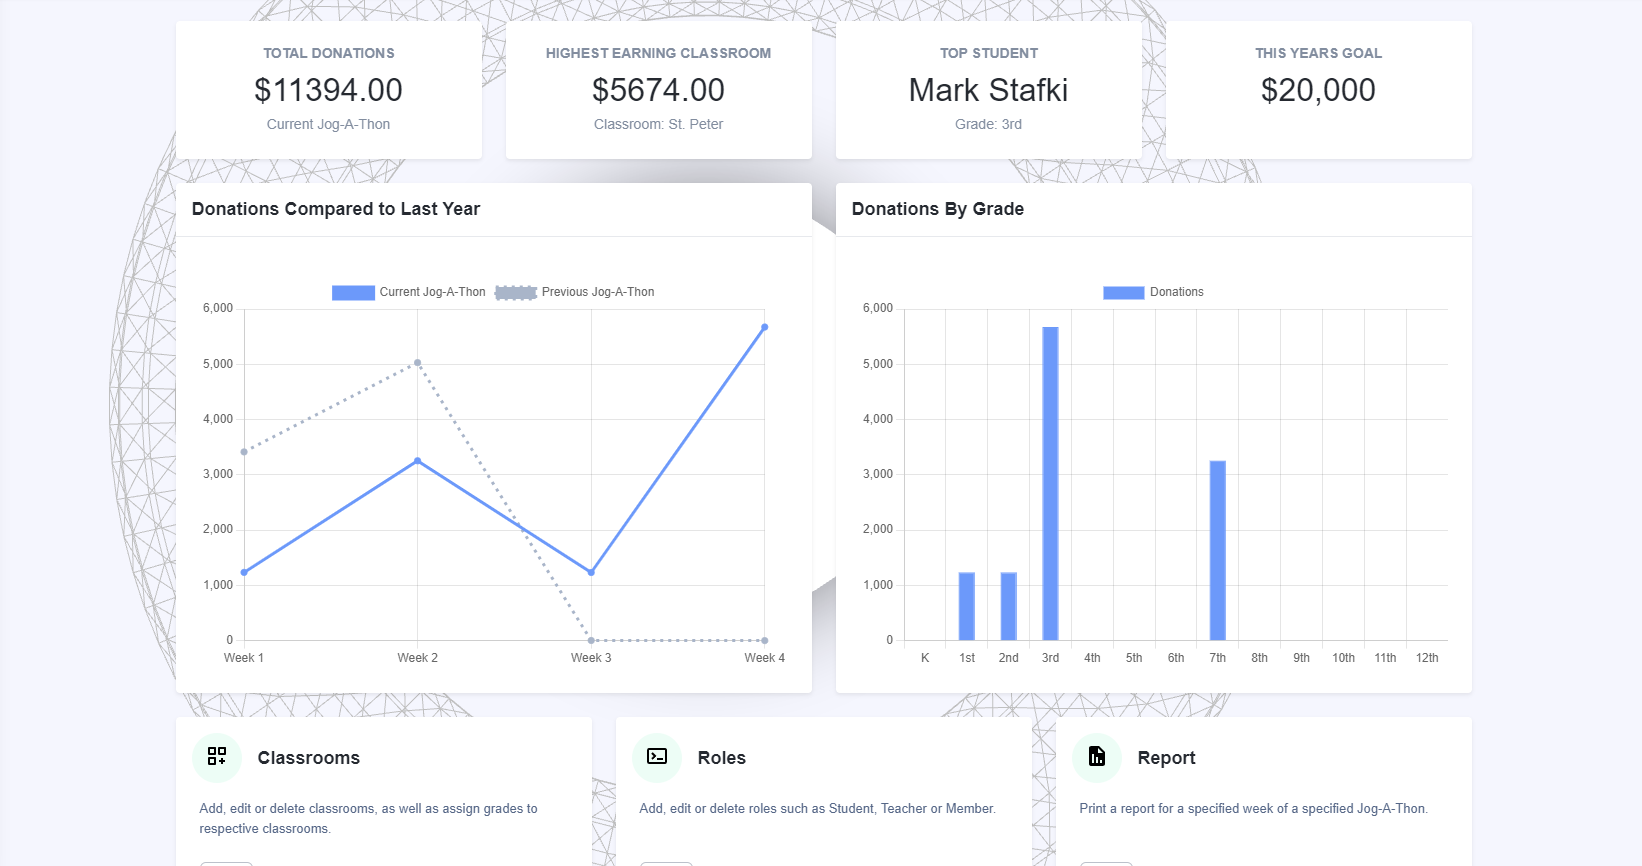 TOTAL DONATIONS
$11394.00
Current Jog-A-Thon
HIGHEST EARNING CLASSROOM
$5674.00
Classroom: St. Peter
TOP STUDENT
Mark Stafki
Grade: 3rd
THIS YEARS GOAL
$20,000
Donations Compared to Last Year
Current Jog-A-Thon Previous Jog-A-Thon
6,000
5,000
4,000
3,000
2,000
1,000
0
Week 1 Week 2 Week 3 Week 4
Donations By Grade
Donations
6,000
5,000
4,000
3,000
2,000
1,000
0
K 1st 2nd 3rd 4th 5th 6th 7th 8th 9th 10th 11th 12th
Classrooms
Add, edit or delete classrooms, as well as assign grades to
respective classrooms.
Roles
Add, edit or delete roles such as Student, Teacher or Member.
Report
Print a report for a specified week of a specified Jog-A-Thon.